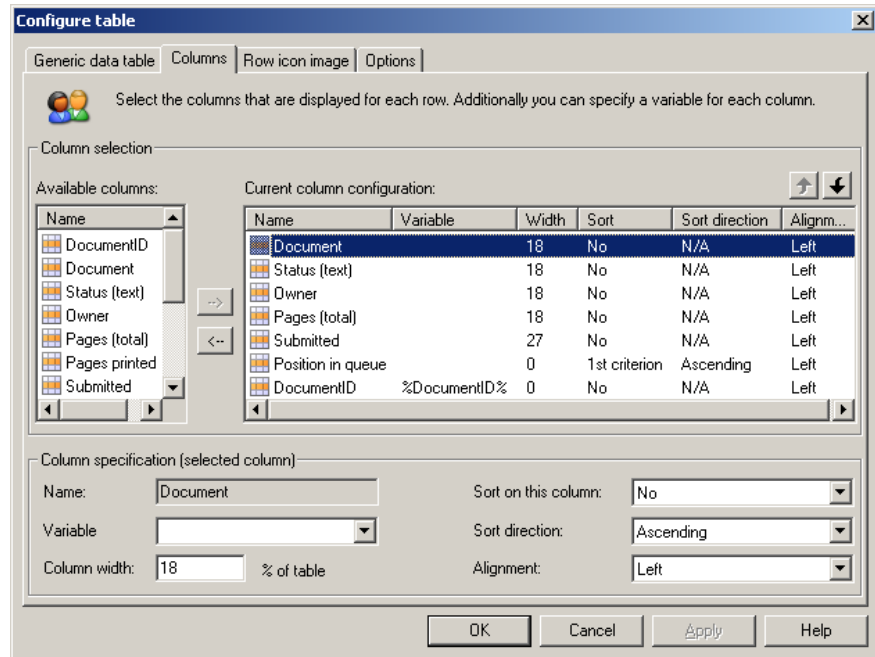 Configure table
Generic data table Columns Row icon image Options
Select the columns that are displayed for each row. Additionally you can specify a variable for each column.
Column selection
Available columns: Current column configuration:
Name Name Variable Width Sort Sort direction Alignm...
DocumentID Document 18 No N/A Left
Document Status (text) 18 No N/A Left
Status (text) Owner 18 No N/A Left
Owner --> Pages (total) 18 No N/A Left
Pages (total) <-- Submitted 27 No N/A Left
Pages printed Position in queue 0 1st criterion Ascending Left
Submitted DocumentID %DocumentID% 0 No N/A Left
Column specification (selected column)
Name: Document Sort on this column: No
Variable Sort direction: Ascending
Column width: 18 % of table Alignment: Left
OK Cancel Apply Help